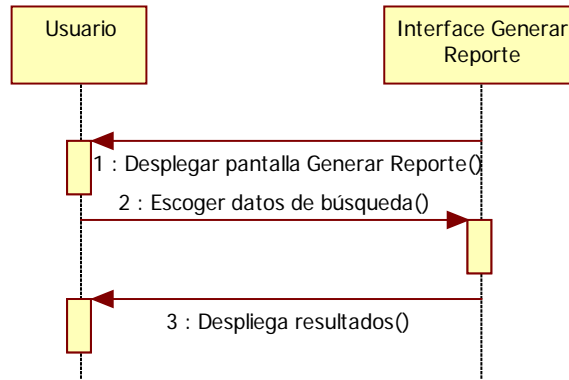 Usuario
Interface Generar
Reporte
1 : Desplegar pantalla Generar Reporte()
2 : Escoger datos de búsqueda()
3 : Despliega resultados()